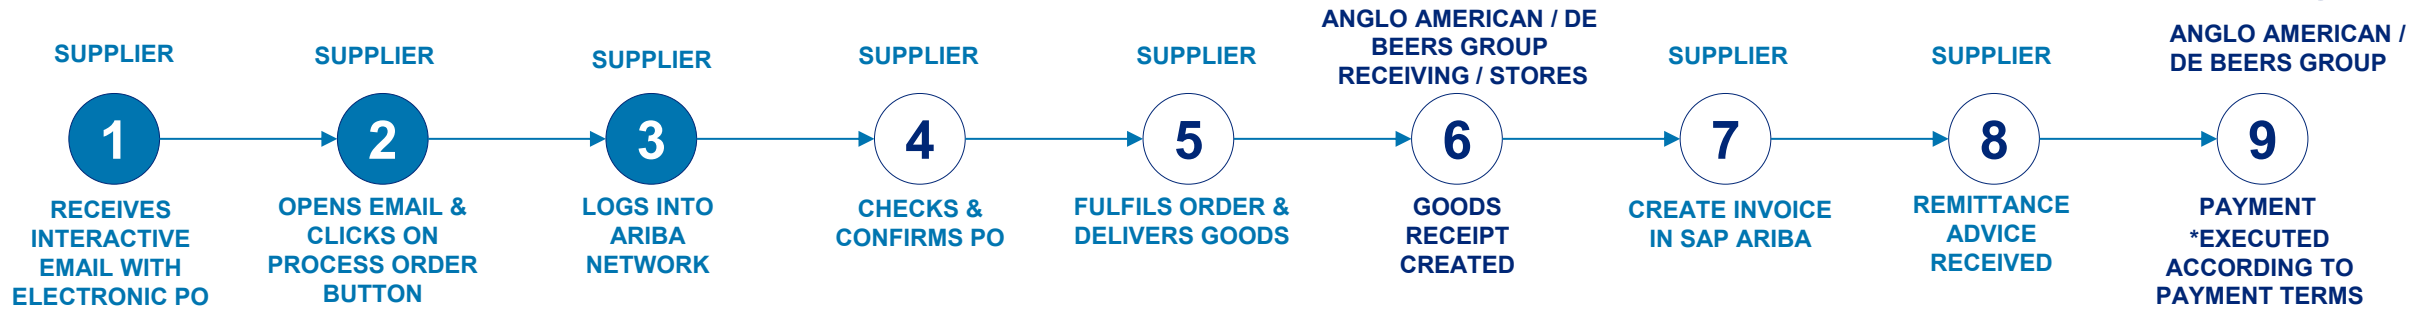 SUPPLIER
1
RECEIVES
INTERACTIVE
EMAIL WITH
ELECTRONIC PO
SUPPLIER
2
OPENS EMAIL &
CLICKS ON
PROCESS ORDER
BUTTON
SUPPLIER
3
LOGS INTO
ARIBA
NETWORK
SUPPLIER
4
CHECKS &
CONFIRMS PO
SUPPLIER
5
FULFILS ORDER &
DELIVERS GOODS
ANGLO AMERICAN / DE
BEERS GROUP
RECEIVING / STORES
6
GOODS
RECEIPT
CREATED
SUPPLIER
7
CREATE INVOICE
IN SAP ARIBA
SUPPLIER
8
REMITTANCE
ADVICE
RECEIVED
ANGLO AMERICAN /
DE BEERS GROUP
9
PAYMENT
*EXECUTED
ACCORDING TO
PAYMENT TERMS